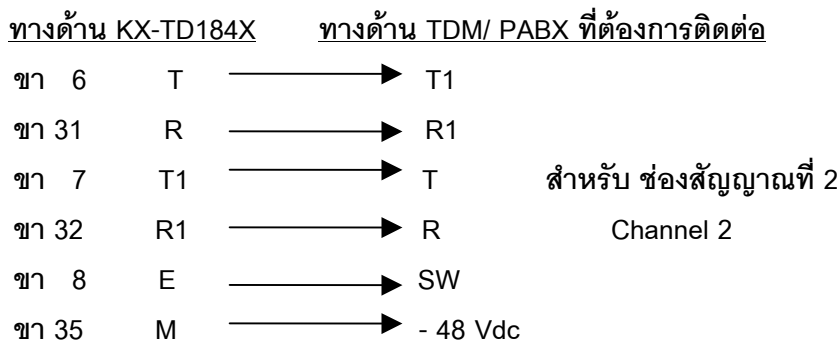 ทางด้าน KX-TD184X ทางด้าน TDM/ PABX ที่ต้องการติดต่อ
ขา 6 T T1
ขา 31 R R1
ขา 7 T1 T สำหรับ ช่องสัญญาณที่ 2
ขา 32 R1 R Channel 2
ขา 8 E SW
ขา 35 M - 48 Vdc